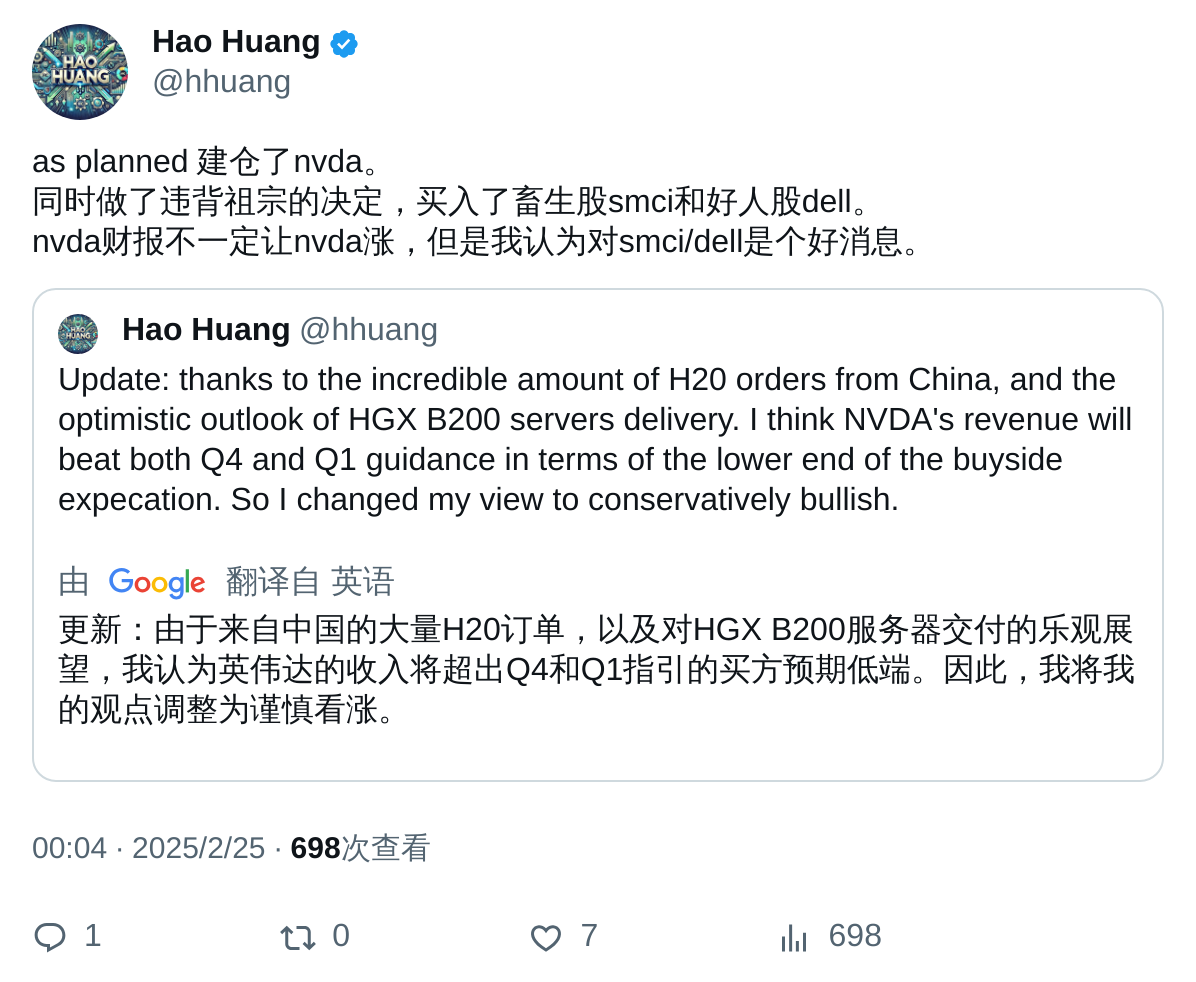 HAO
HUANG
Hao Huang
@hhuang
as planned 建仓了nvda。
同时做了违背祖宗的决定，买入了畜生股smci和好人股dell。
nvda财报不一定让nvda涨，但是我认为对smci/dell是个好消息。
HAO
HUANG
Hao Huang @hhuang
Update: thanks to the incredible amount of H20 orders from China, and the
optimistic outlook of HGX B200 servers delivery. I think NVDA's revenue will
beat both Q4 and Q1 guidance in terms of the lower end of the buyside
expecation. So I changed my view to conservatively bullish.
由 Google 翻译自 英语
更新：由于来自中国的大量H20订单，以及对HGX B200服务器交付的乐观展
望，我认为英伟达的收入将超出Q4和Q1指引的买方预期低端。因此，我将我
的观点调整为谨慎看涨。
00:04 · 2025/2/25 · 698次查看
1 0 7 698